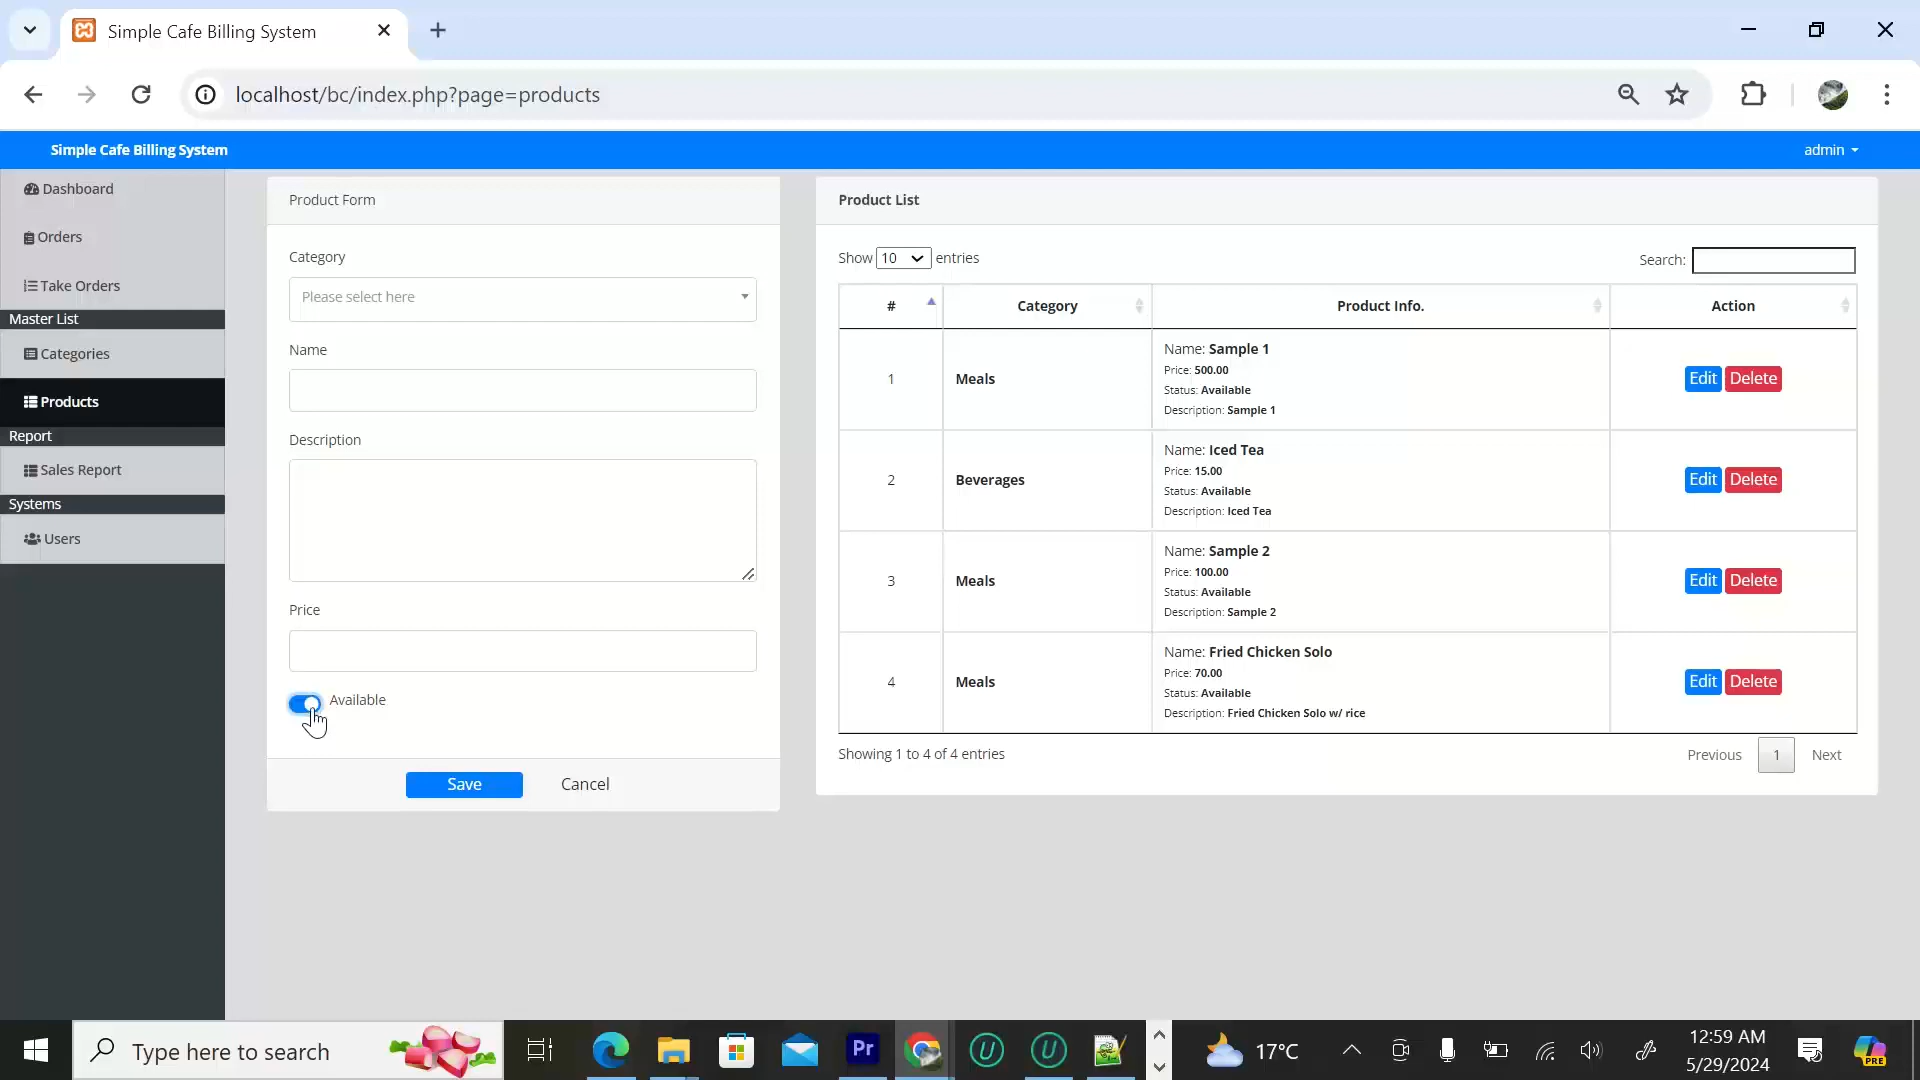 Simple Cafe Billing System
localhost/bc/index.php?page=products
Simple Cafe Billing System
admin
Dashboard
Orders
Take Orders
Master List
Categories
Products
Report
Sales Report
Systems
Users
Product Form
Category
Please select here
Name
Description
Price
Available
Save
Cancel
Product List
Show 10 entries
Search:
# Category Product Info. Action
1 Meals
Name: Sample 1
Price: 500.00
Status: Available
Description: Sample 1
Edit Delete
2 Beverages
Name: Iced Tea
Price: 15.00
Status: Available
Description: Iced Tea
Edit Delete
3 Meals
Name: Sample 2
Price: 100.00
Status: Available
Description: Sample 2
Edit Delete
4 Meals
Name: Fried Chicken Solo
Price: 70.00
Status: Available
Description: Fried Chicken Solo w/ rice
Edit Delete
Showing 1 to 4 of 4 entries
Previous 1 Next
Type here to search
Pr
U
U
17°C
12:59 AM
5/29/2024
PRE